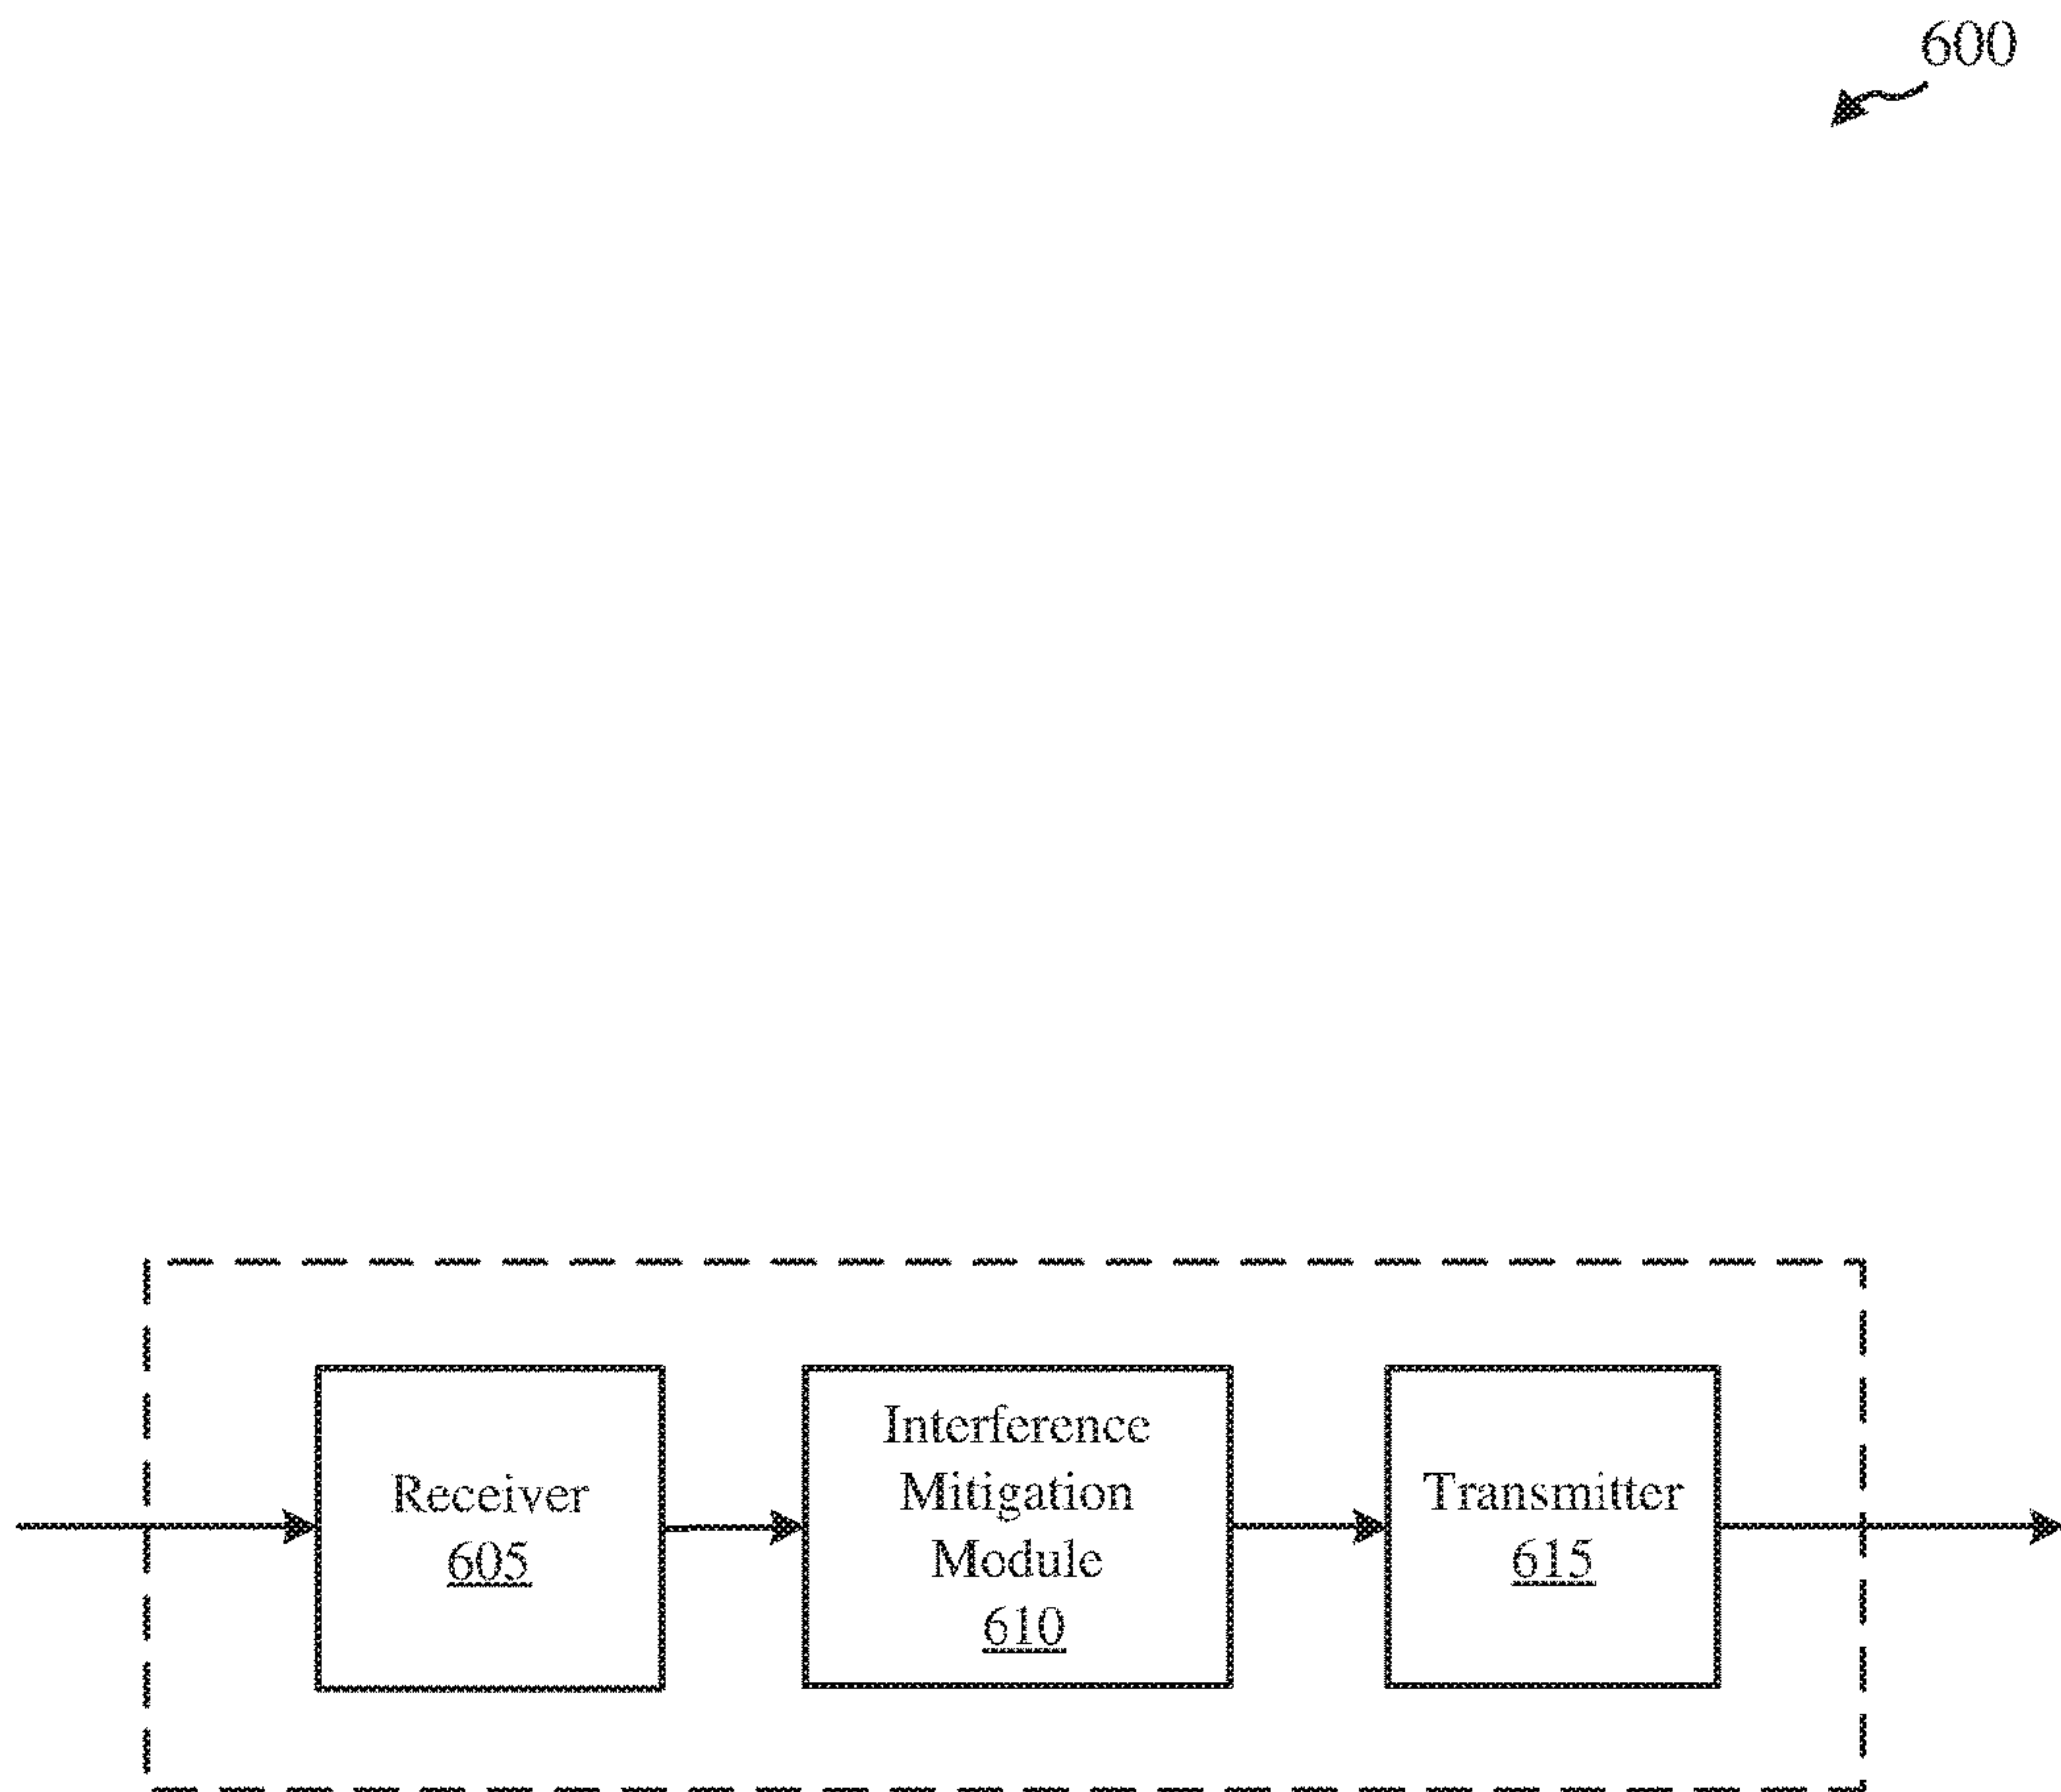 600
Receiver
605
Interference
Mitigation
Module
610
Transmitter
615